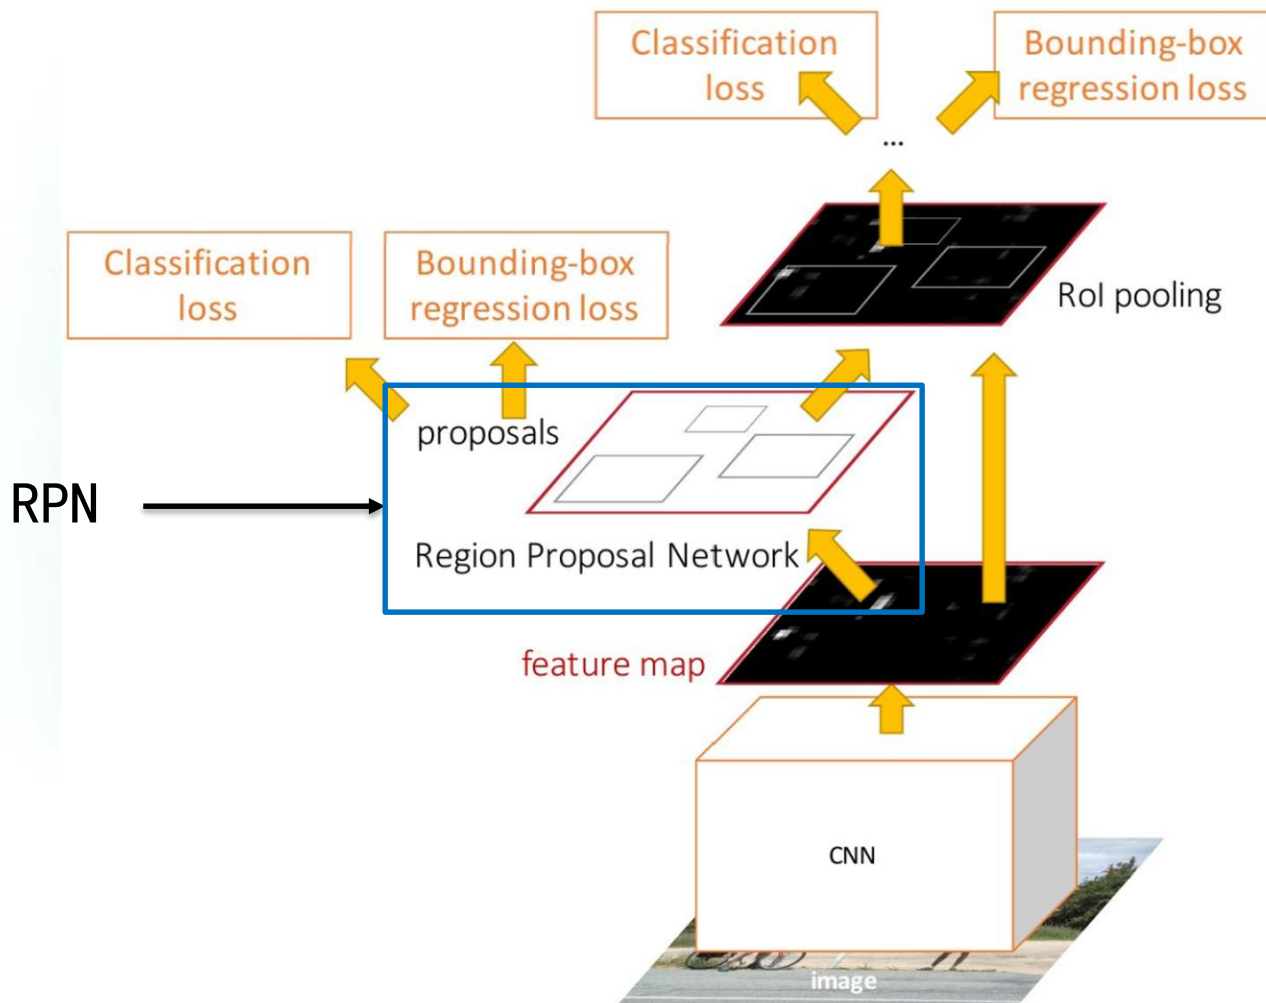 Classification
loss
Bounding-box
regression loss
...
Classification
loss
Bounding-box
regression loss
RoI pooling
proposals
RPN
Region Proposal Network
feature map
CNN
image